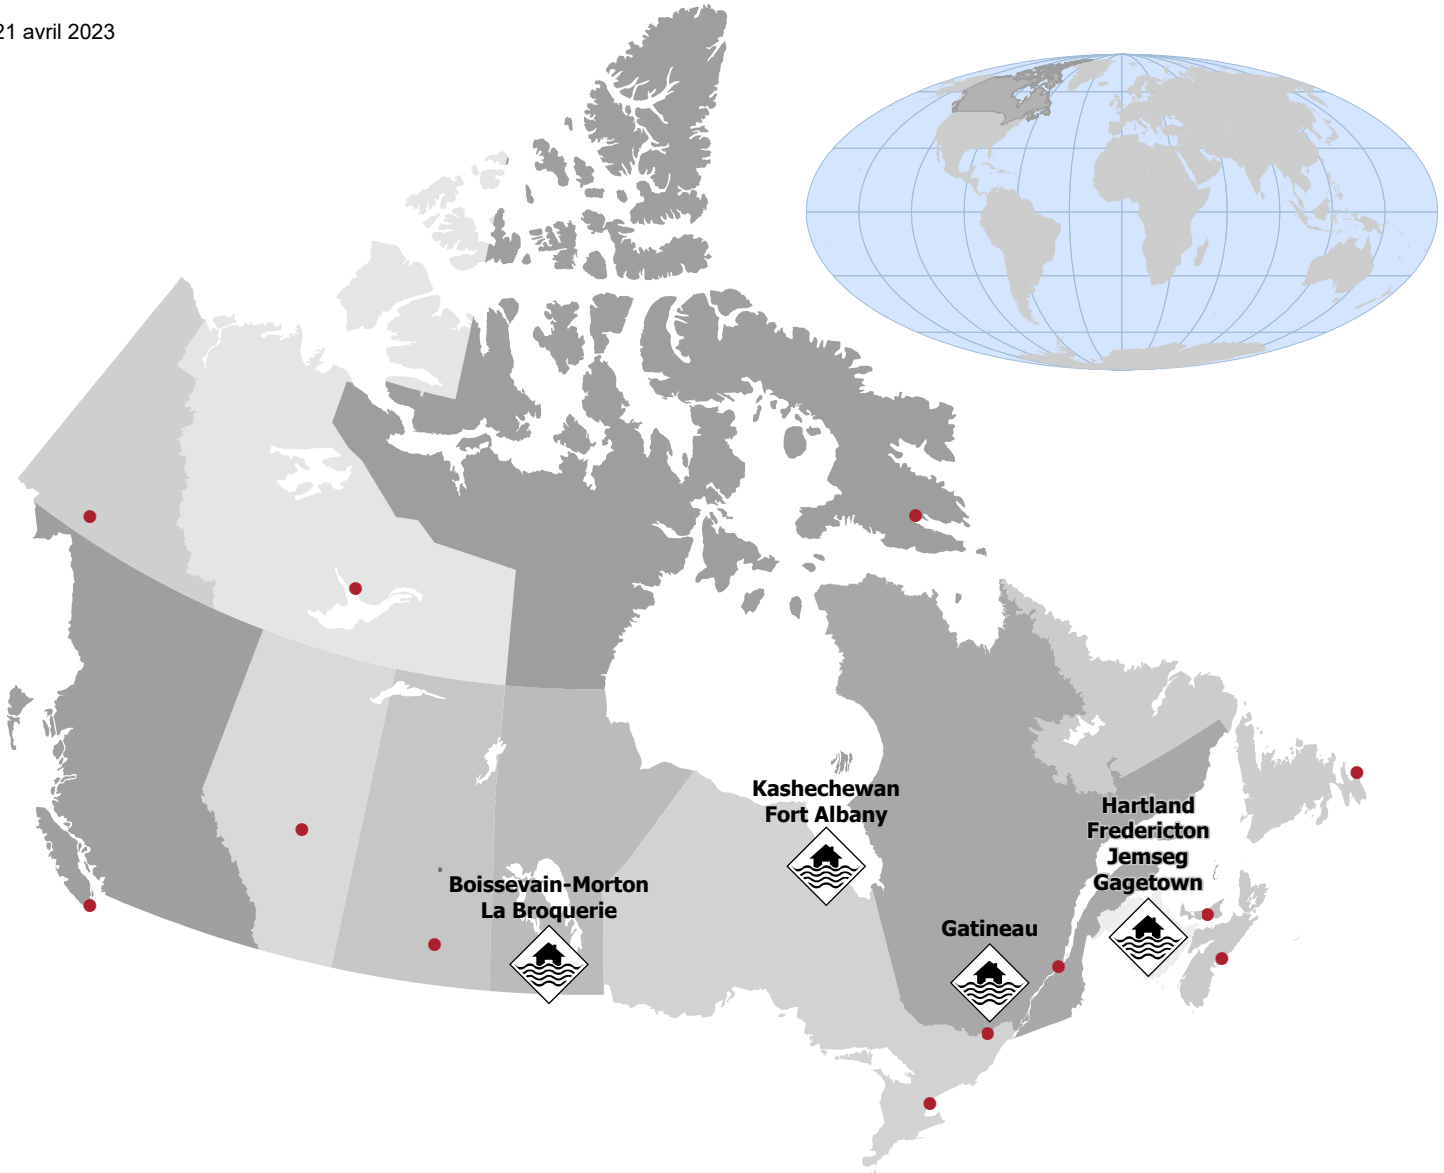 21 avril 2023
Kashechewan
Fort Albany
Hartland
Fredericton
Jemseg
Gagetown
Boissevain-Morton
La Broquerie
Gatineau